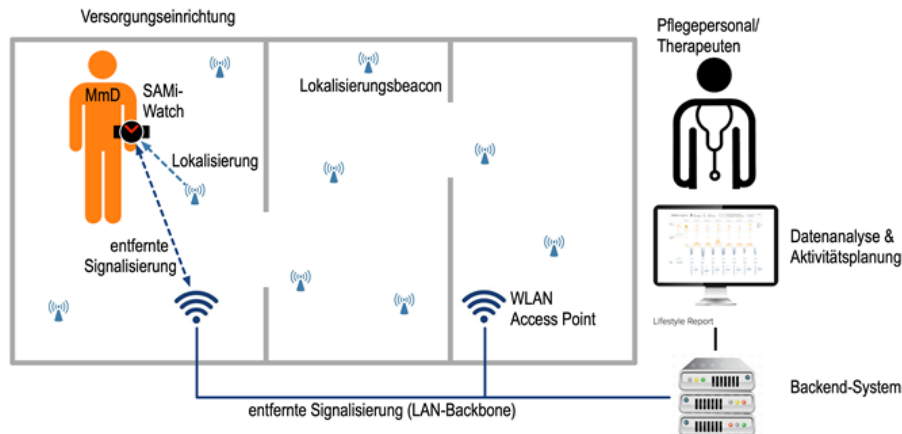 Versorgungseinrichtung
Pflegepersonal/
Therapeuten
MmD
SAMi-
Watch
Lokalisierungsbeacon
Lokalisierung
entfernte
Signalisierung
WLAN
Access Point
Datenanalyse &
Aktivitätsplanung
Lifestyle Report
Backend-System
entfernte Signalisierung (LAN-Backbone)